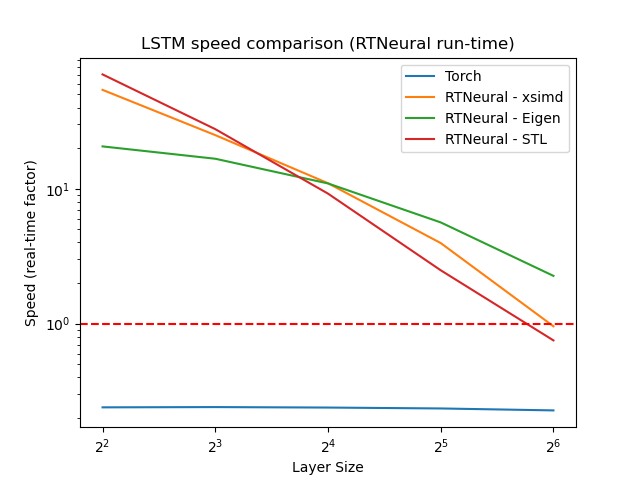 LSTM speed comparison (RTNeural run-time)
Torch
RTNeural - xsimd
RTNeural - Eigen
RTNeural - STL
Speed (real-time factor)
10¹
10⁰
2² 2³ 2⁴ 2⁵ 2⁶
Layer Size